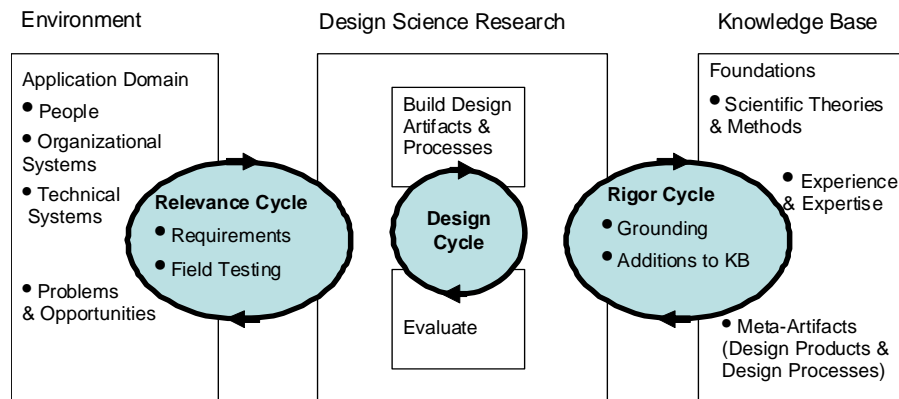 Environment
Design Science Research
Knowledge Base
Application Domain
• People
• Organizational
Systems
• Technical
Systems
• Problems
& Opportunities
Relevance Cycle
• Requirements
• Field Testing
Build Design
Artifacts &
Processes
Design
Cycle
Evaluate
Rigor Cycle
• Grounding
• Additions to KB
Foundations
• Scientific Theories
& Methods
• Experience
& Expertise
• Meta-Artifacts
(Design Products &
Design Processes)